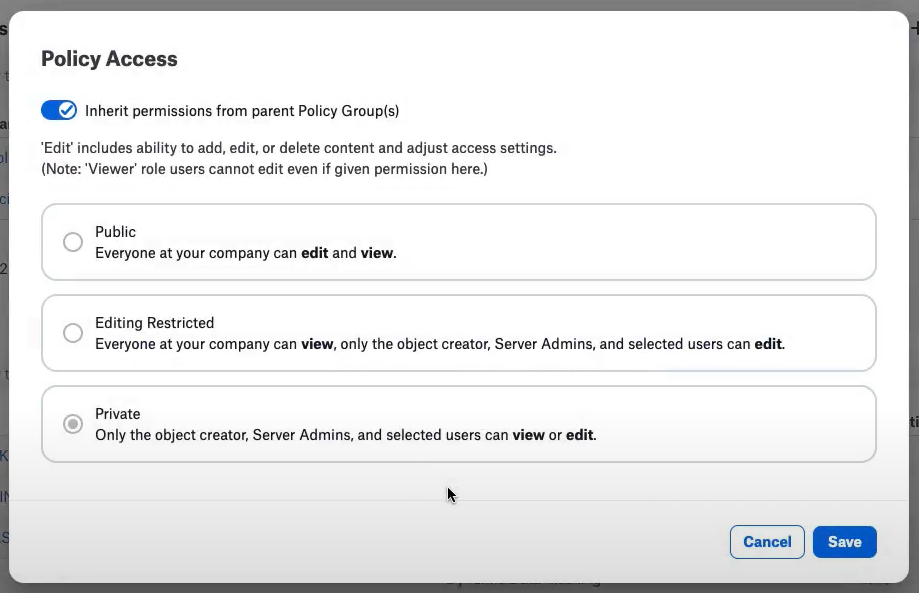 Policy Access
Inherit permissions from parent Policy Group(s)
'Edit' includes ability to add, edit, or delete content and adjust access settings.
(Note: 'Viewer' role users cannot edit even if given permission here.)
Public
Everyone at your company can edit and view.
Editing Restricted
Everyone at your company can view, only the object creator, Server Admins, and selected users can edit.
Private
Only the object creator, Server Admins, and selected users can view or edit.
Cancel
Save